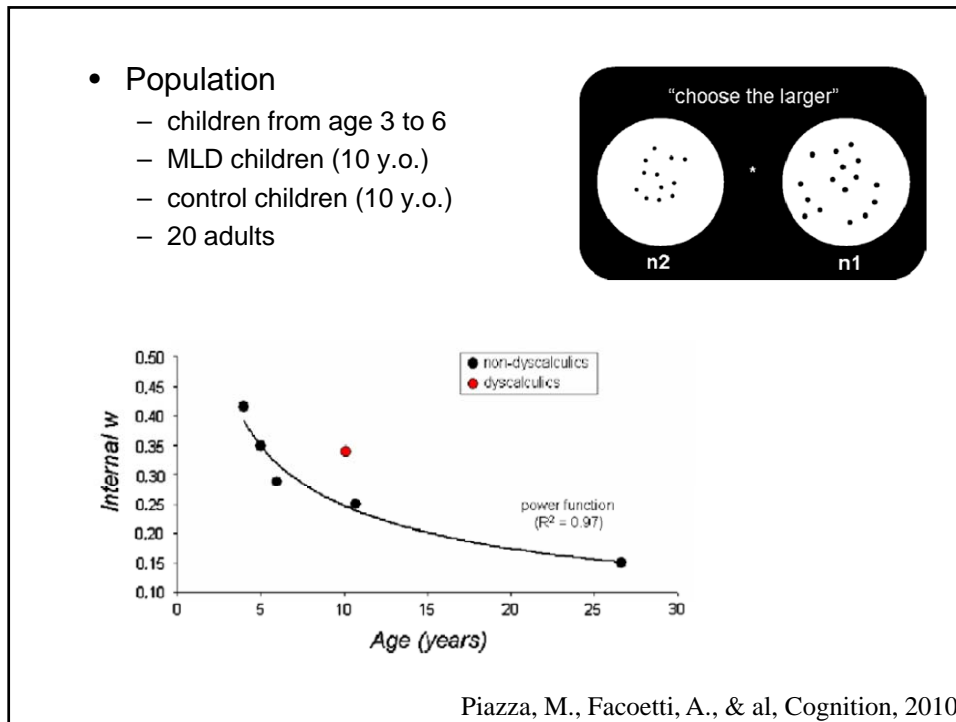 • Population
– children from age 3 to 6
– MLD children (10 y.o.)
– control children (10 y.o.)
– 20 adults
“choose the larger”
*
n2 n1
0.50
0.45
0.40
0.35
0.30
0.25
0.20
0.15
0.10
Internal w
non-dyscalculics
dyscalculics
power function
(R² = 0.97)
0 5 10 15 20 25 30
Age (years)
Piazza, M., Facoetti, A., & al, Cognition, 2010